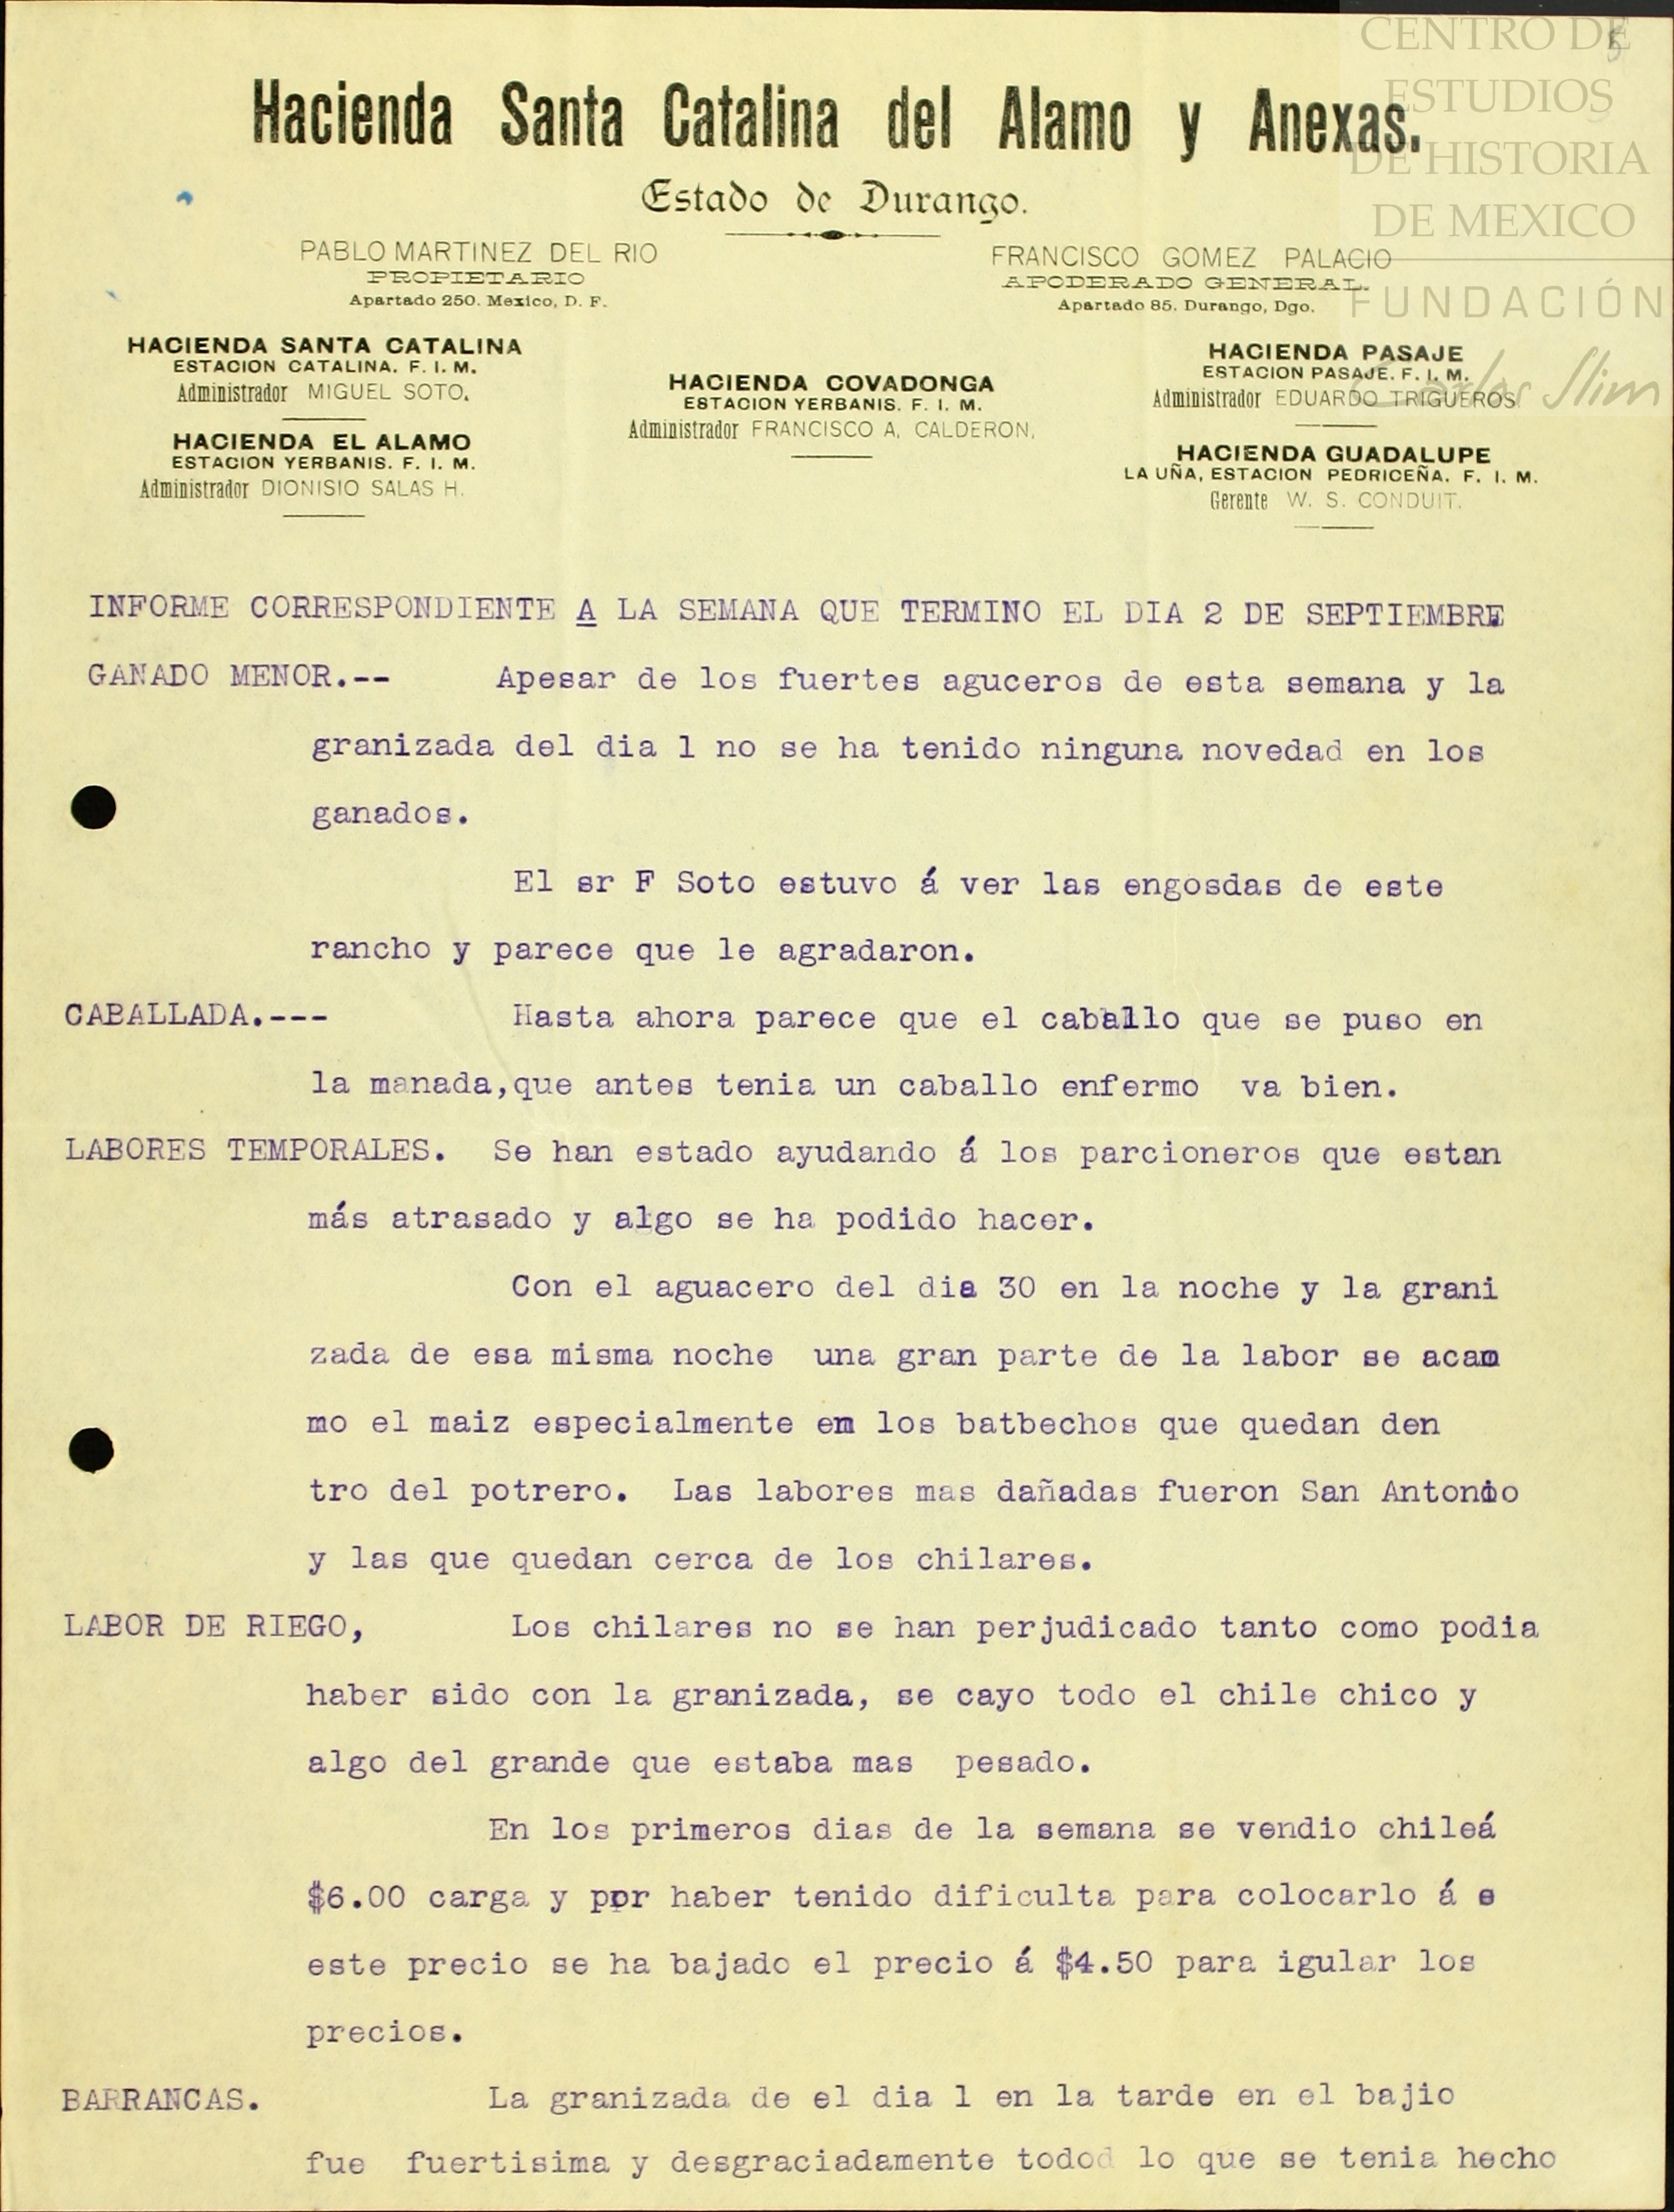 CENTRO DE
ESTUDIOS
DE HISTORIA
DE MEXICO
FUNDACIÓN
Carlos Slim
Hacienda Santa Catalina del Alamo y Anexas.
Estado de Durango.
PABLO MARTINEZ DEL RIO
PROPIETARIO
Apartado 250. Mexico, D. F.
FRANCISCO GOMEZ PALACIO
APODERADO GENERAL.
Apartado 85. Durango, Dgo.
HACIENDA SANTA CATALINA
ESTACION CATALINA. F. I. M.
Administrador MIGUEL SOTO.
HACIENDA EL ALAMO
ESTACION YERBANIS. F. I. M.
Administrador DIONISIO SALAS H.
HACIENDA COVADONGA
ESTACION YERBANIS. F. I. M.
Administrador FRANCISCO A. CALDERON.
HACIENDA PASAJE
ESTACION PASAJE. F. I. M.
Administrador EDUARDO TRIGUEROS
HACIENDA GUADALUPE
LA UÑA, ESTACION PEDRICEÑA. F. I. M.
Gerente W. S. CONDUIT.
INFORME CORRESPONDIENTE A LA SEMANA QUE TERMINO EL DIA 2 DE SEPTIEMBRE
GANADO MENOR.-- Apesar de los fuertes aguceros de esta semana y la
granizada del dia 1 no se ha tenido ninguna novedad en los
ganados.
El sr F Soto estuvo á ver las engosdas de este
rancho y parece que le agradaron.
CABALLADA.--- Hasta ahora parece que el caballo que se puso en
la manada,que antes tenia un caballo enfermo va bien.
LABORES TEMPORALES. Se han estado ayudando á los parcioneros que estan
más atrasado y algo se ha podido hacer.
Con el aguacero del dia 30 en la noche y la grani
zada de esa misma noche una gran parte de la labor se acam
mo el maiz especialmente en los batbechos que quedan den
tro del potrero. Las labores mas dañadas fueron San Antonio
y las que quedan cerca de los chilares.
LABOR DE RIEGO, Los chilares no se han perjudicado tanto como podia
haber sido con la granizada, se cayo todo el chile chico y
algo del grande que estaba mas pesado.
En los primeros dias de la semana se vendio chileá
$6.00 carga y por haber tenido dificulta para colocarlo á e
este precio se ha bajado el precio á $4.50 para igular los
precios.
BARRANCAS. La granizada de el dia 1 en la tarde en el bajio
fue fuertisima y desgraciadamente todod lo que se tenia hecho